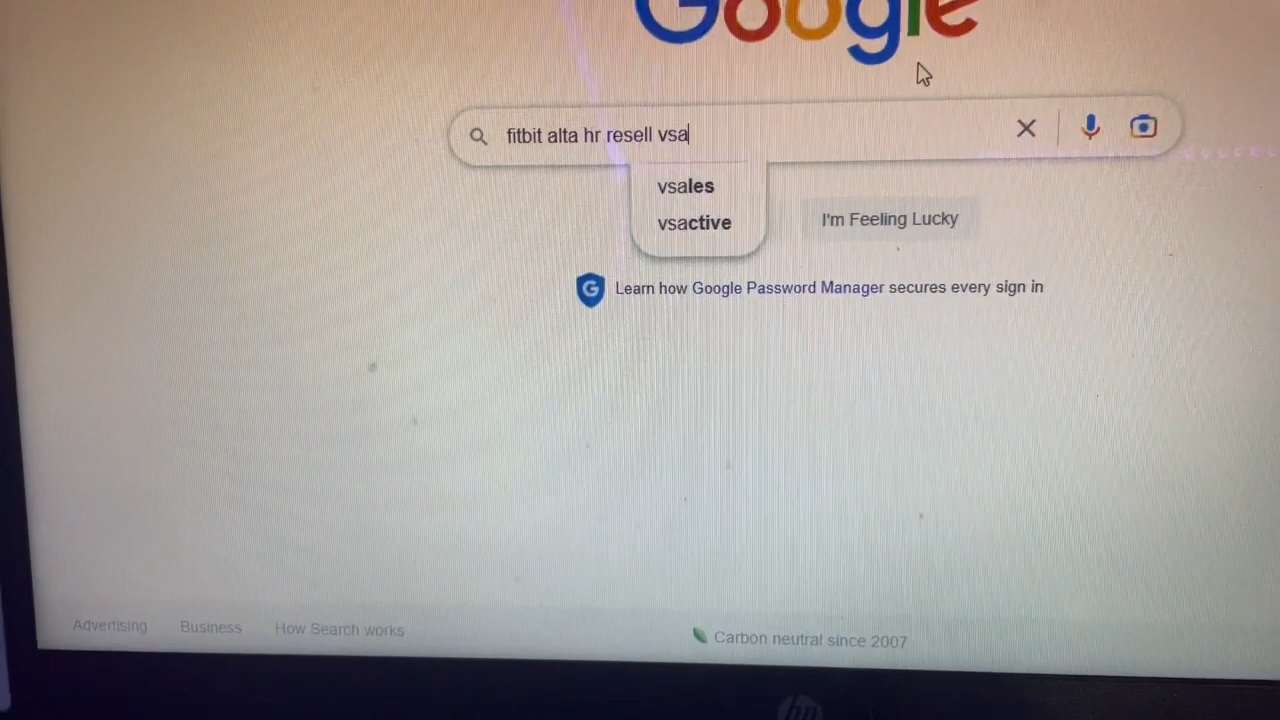 Google
fitbit alta hr resell vsa
vsales
vsactive
I'm Feeling Lucky
G Learn how Google Password Manager secures every sign in
Advertising Business How Search works
Carbon neutral since 2007
hp